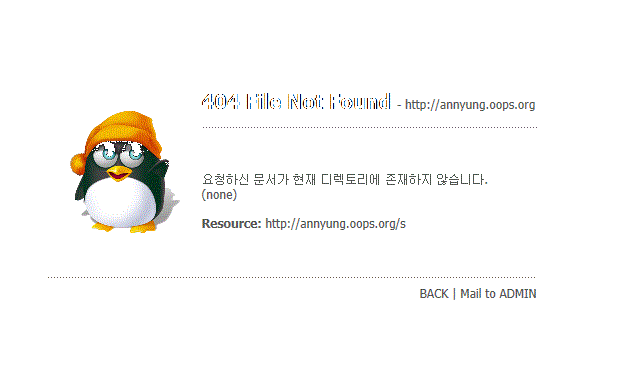 404 File Not Found - http://annyung.oops.org
요청하신 문서가 현재 디렉토리에 존재하지 않습니다.
(none)
Resource: http://annyung.oops.org/s
BACK | Mail to ADMIN